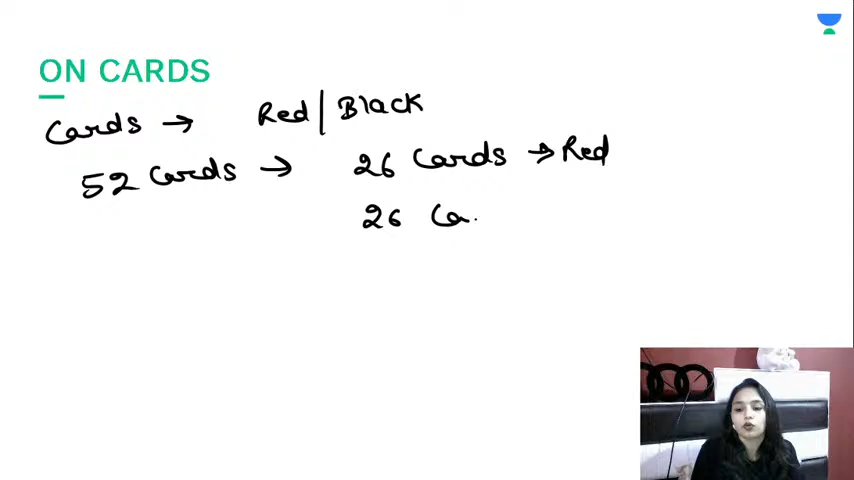 ON CARDS
Cards → Red | Black
52 Cards → 26 Cards → Red
26 Ca